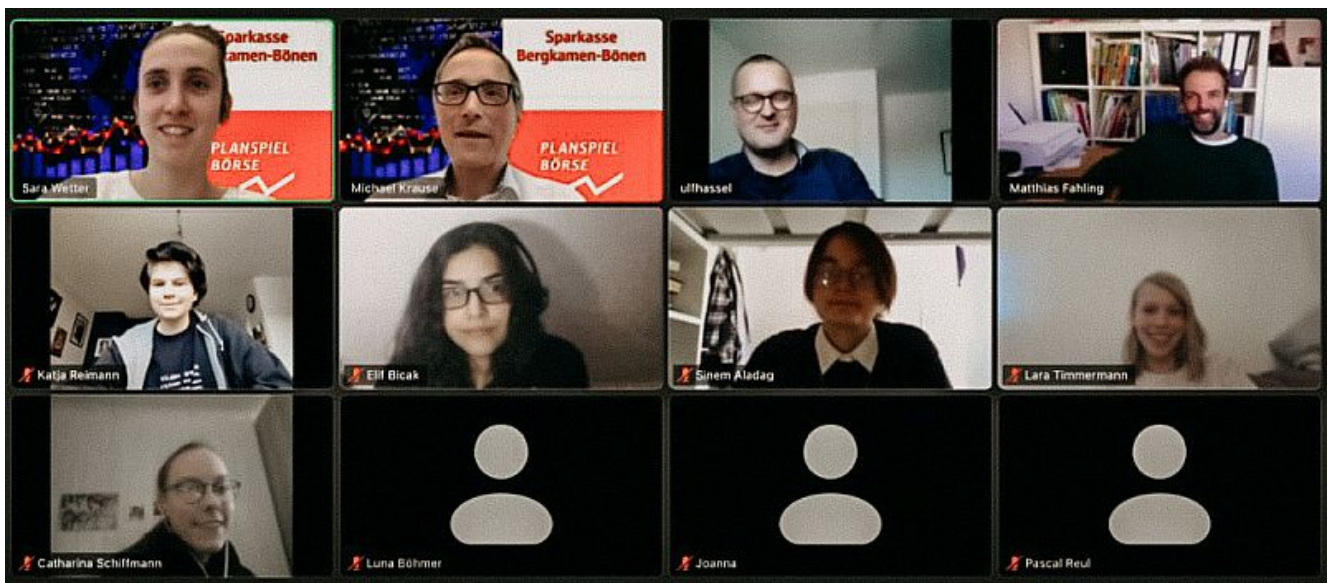 Sparkasse
kamen-Bönen
PLANSPIEL
BÖRSE
Sara Wetter
Sparkasse
Bergkamen-Bönen
PLANSPIEL
BÖRSE
Michael Krause
ulfhassel
Matthias Fahling
Katja Reimann
Elif Bicak
Sinem Aladag
Lara Timmermann
Catharina Schiffmann
Luna Böhmer
Joanna
Pascal Reul